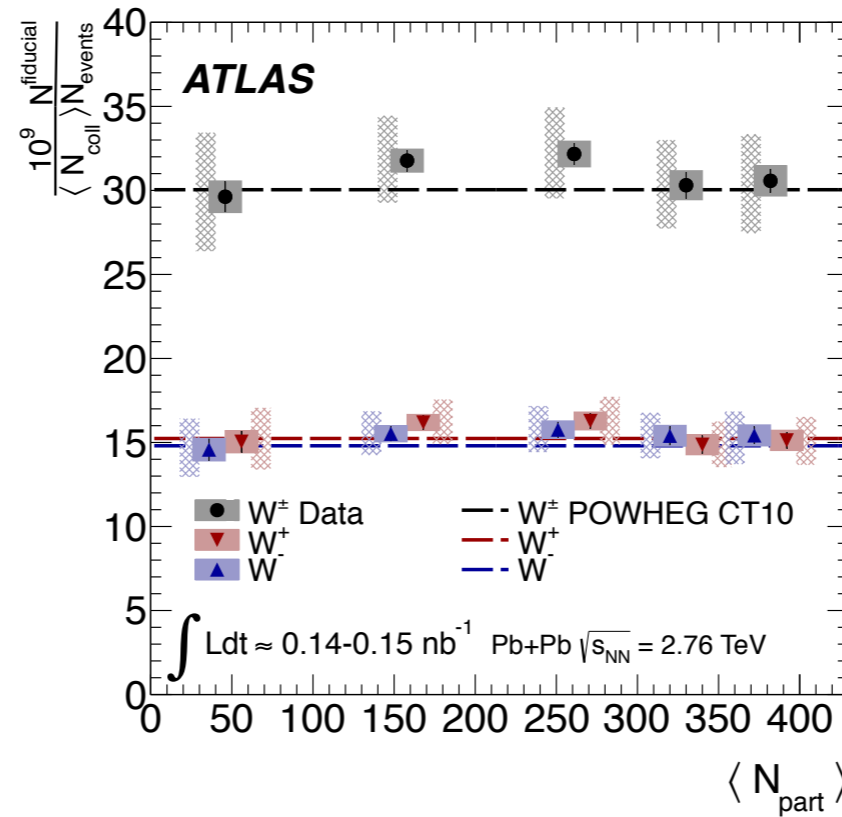 10⁹ N^fiducial
⟨ N_coll ⟩N_events
ATLAS
40
35
30
25
20
15
10
5
0
W± Data
W+
W-
W± POWHEG CT10
W+
W-
∫ Ldt ≈ 0.14-0.15 nb⁻¹ Pb+Pb √s_NN = 2.76 TeV
0 50 100 150 200 250 300 350 400
⟨ N_part ⟩